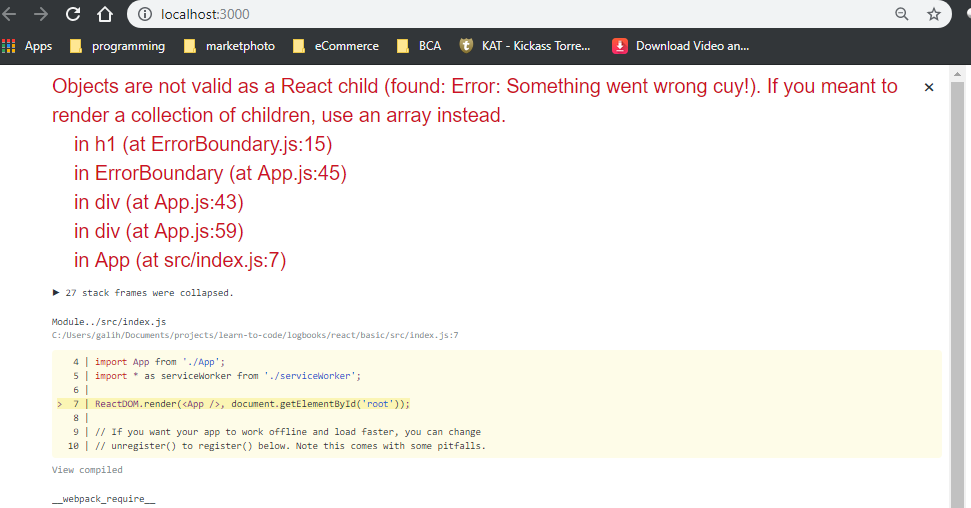 localhost:3000
Apps programming marketphoto eCommerce BCA KAT - Kickass Torre... Download Video an...
Objects are not valid as a React child (found: Error: Something went wrong cuy!). If you meant to
render a collection of children, use an array instead.
in h1 (at ErrorBoundary.js:15)
in ErrorBoundary (at App.js:45)
in div (at App.js:43)
in div (at App.js:59)
in App (at src/index.js:7)
▶ 27 stack frames were collapsed.
Module../src/index.js
C:/Users/galih/Documents/projects/learn-to-code/logbooks/react/basic/src/index.js:7
4 | import App from './App';
5 | import * as serviceWorker from './serviceWorker';
6 |
> 7 | ReactDOM.render(<App />, document.getElementById('root'));
8 |
9 | // If you want your app to work offline and load faster, you can change
10 | // unregister() to register() below. Note this comes with some pitfalls.
View compiled
__webpack_require__